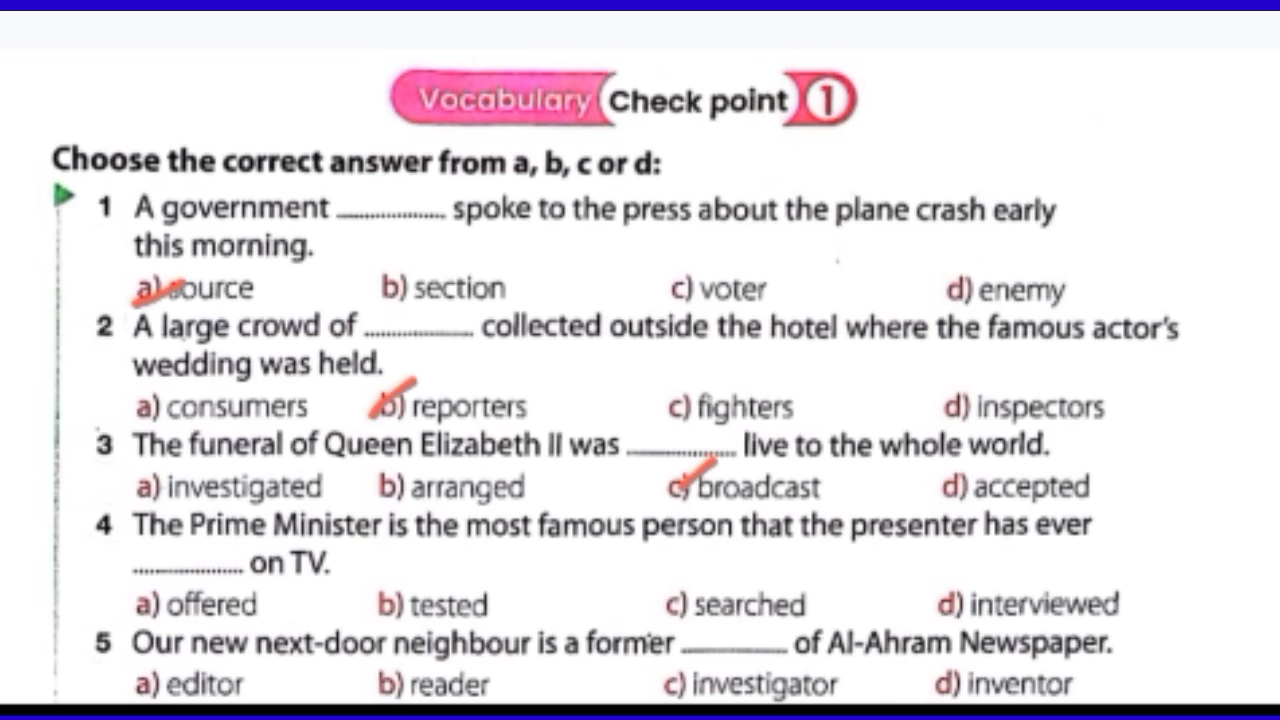 Vocabulary Check point 1
Choose the correct answer from a, b, c or d:
1 A government .................. spoke to the press about the plane crash early
this morning.
a) source b) section c) voter d) enemy
2 A large crowd of .................. collected outside the hotel where the famous actor's
wedding was held.
a) consumers b) reporters c) fighters d) inspectors
3 The funeral of Queen Elizabeth II was .................. live to the whole world.
a) investigated b) arranged c) broadcast d) accepted
4 The Prime Minister is the most famous person that the presenter has ever
.................. on TV.
a) offered b) tested c) searched d) interviewed
5 Our new next-door neighbour is a former .................. of Al-Ahram Newspaper.
a) editor b) reader c) investigator d) inventor